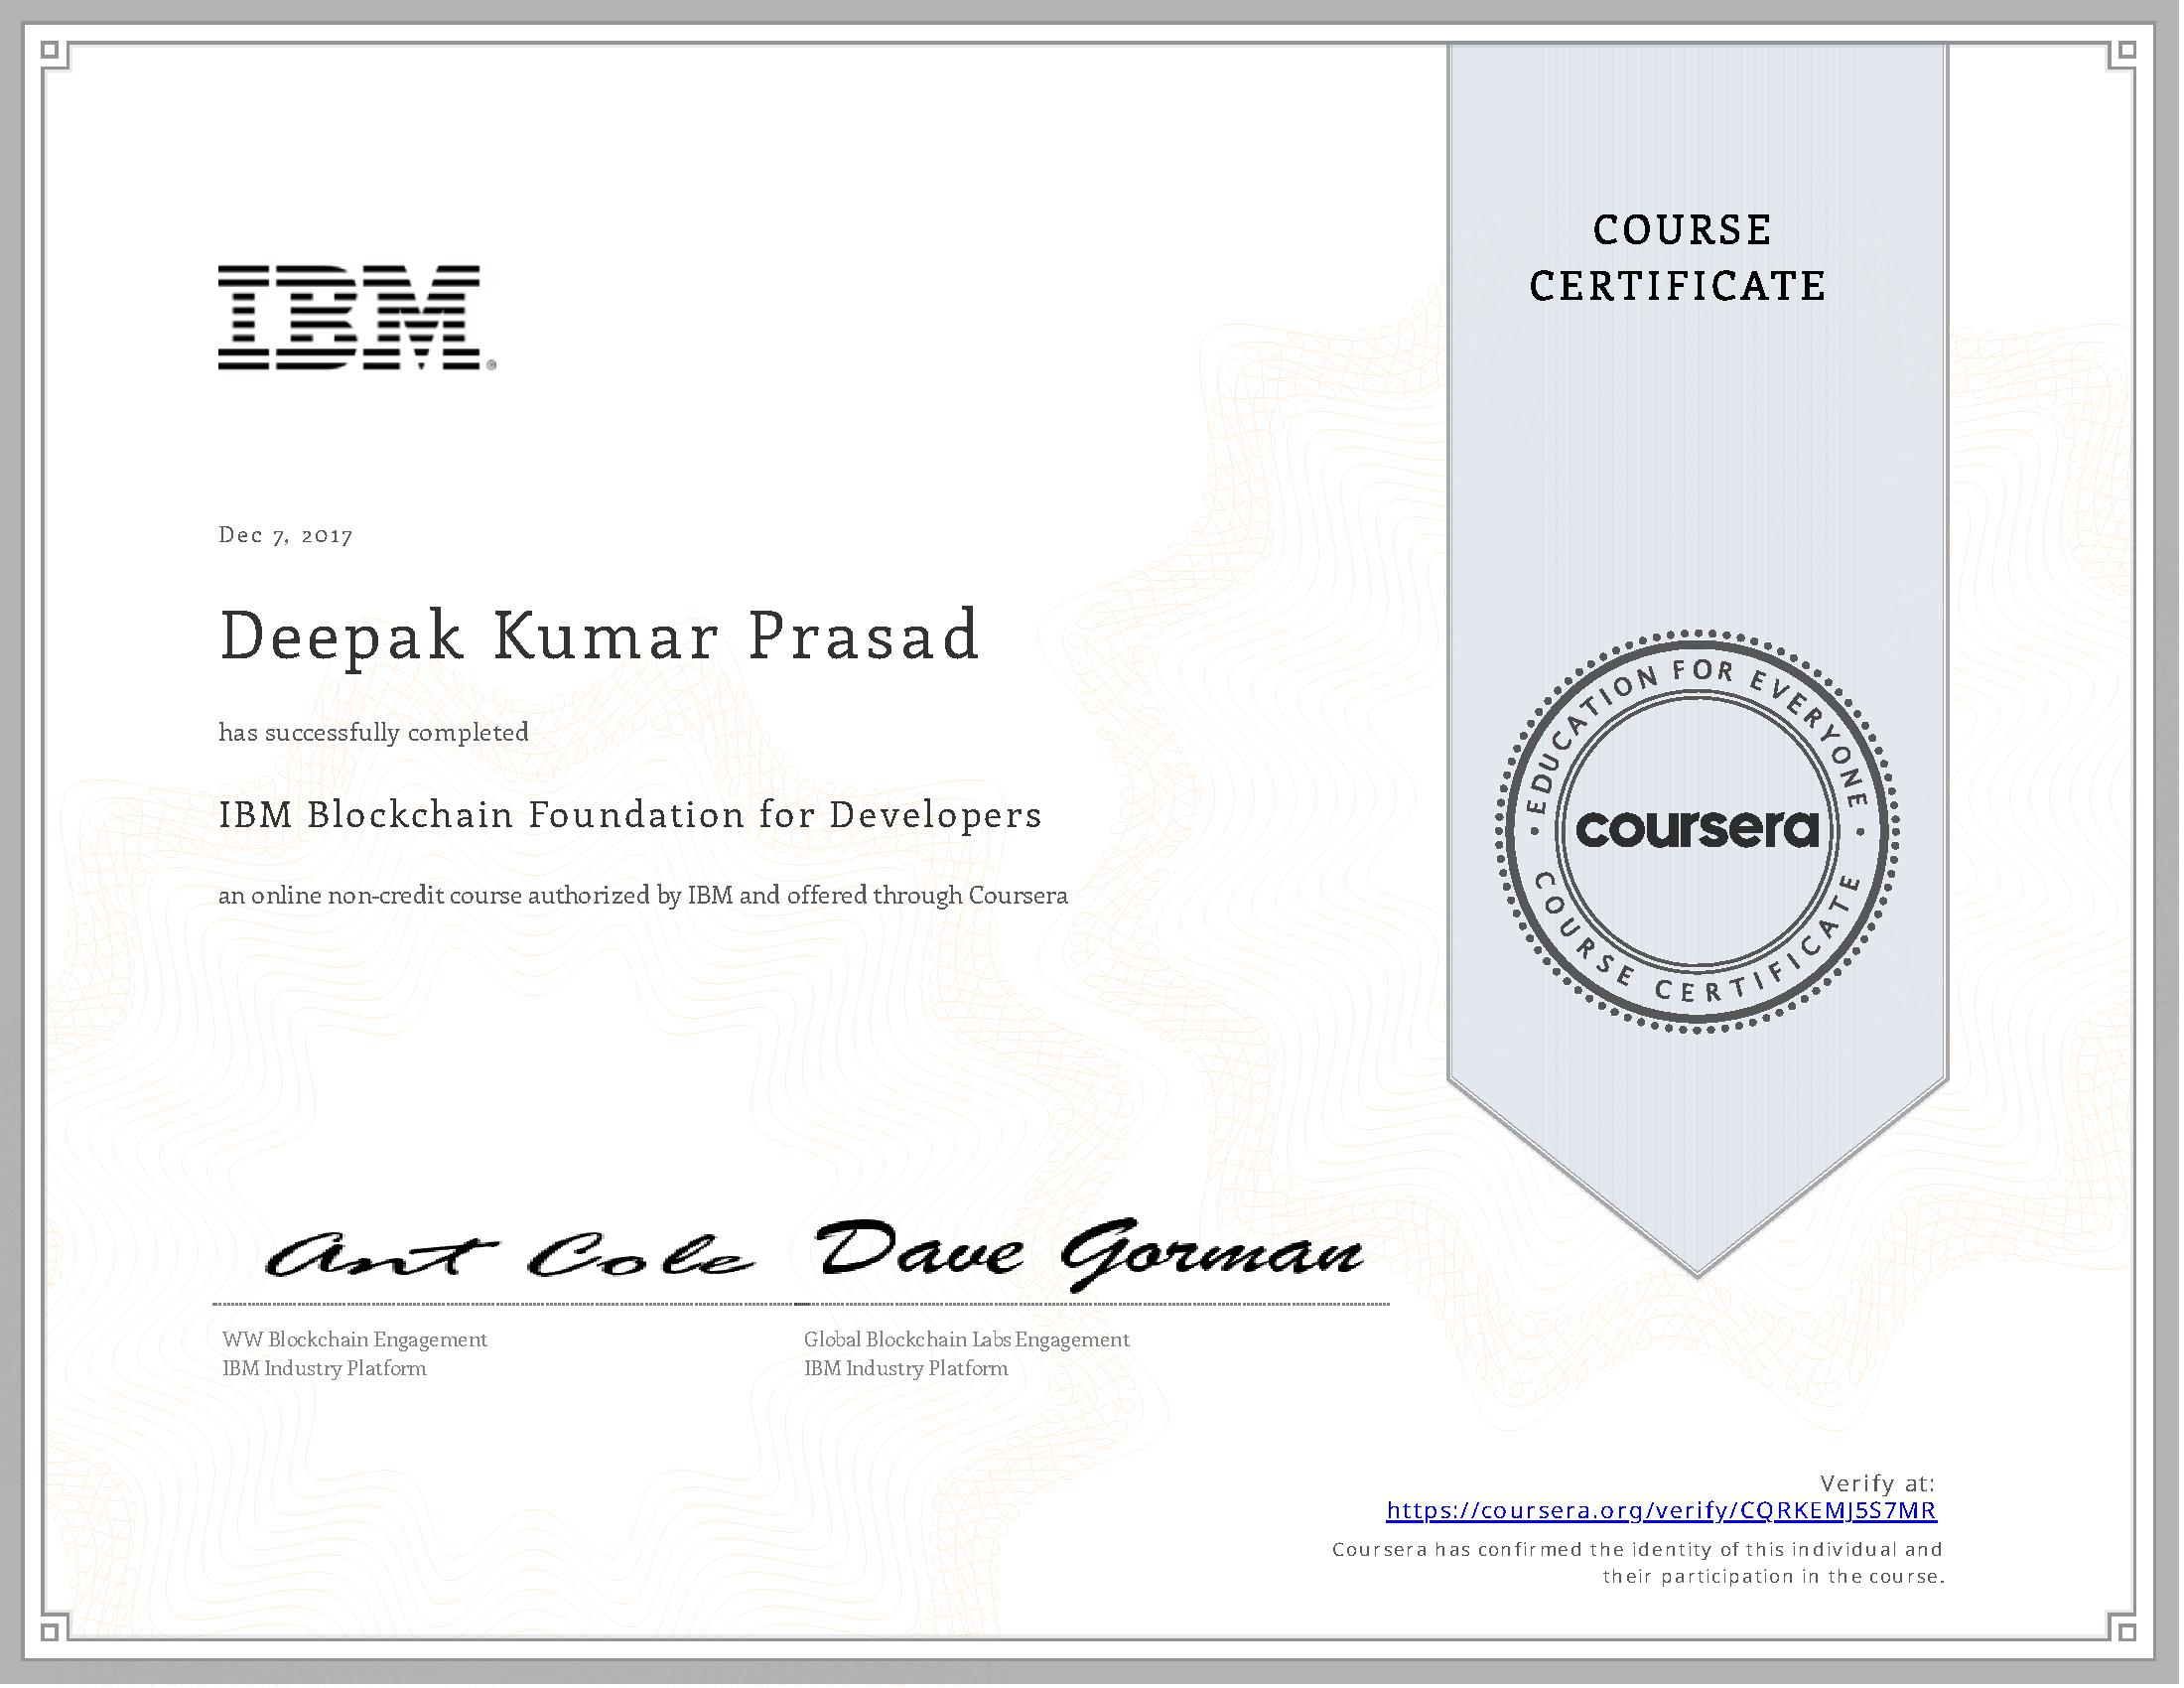 IBM®
COURSE
CERTIFICATE
Dec 7, 2017
Deepak Kumar Prasad
has successfully completed
IBM Blockchain Foundation for Developers
an online non-credit course authorized by IBM and offered through Coursera
EDUCATION FOR EVERYONE
coursera
COURSE CERTIFICATE
Ant Cole
Dave Gorman
WW Blockchain Engagement
IBM Industry Platform
Global Blockchain Labs Engagement
IBM Industry Platform
Verify at:
https://coursera.org/verify/CQRKEMJ5S7MR
Coursera has confirmed the identity of this individual and
their participation in the course.